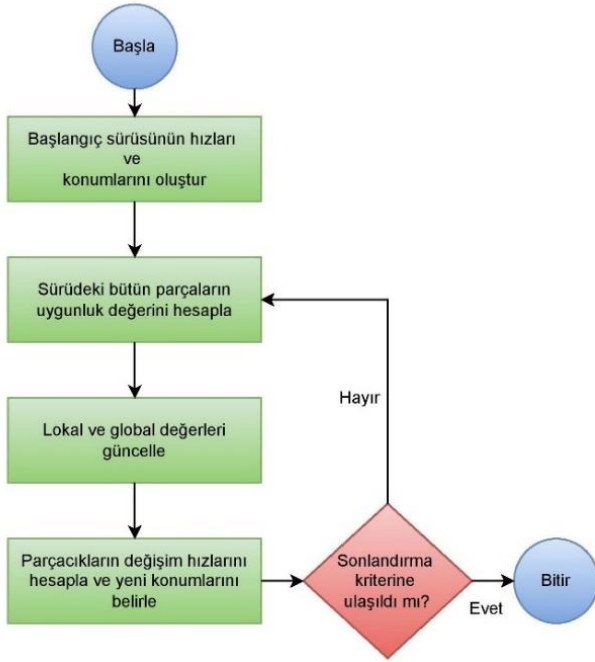 Başla
Başlangıç sürüsünün hızları
ve
konumlarını oluştur
Sürüdeki bütün parçaların
uygunluk değerini hesapla
Lokal ve global değerleri
güncelle
Parçacıkların değişim hızlarını
hesapla ve yeni konumlarını
belirle
Sonlandırma
kriterine
ulaşıldı mı?
Hayır
Evet
Bitir